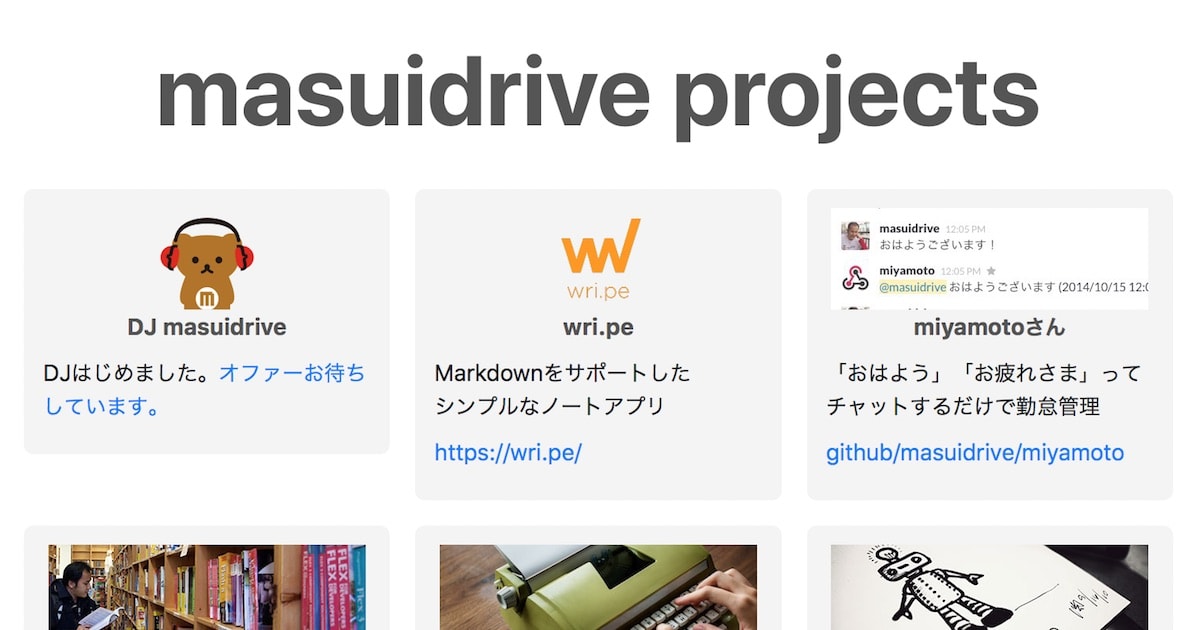 masuidrive projects
m
DJ masuidrive
DJはじめました。オファーお待ち
しています。
wri.pe
wri.pe
Markdownをサポートした
シンプルなノートアプリ
https://wri.pe/
masuidrive 12:05 PM
おはようございます！
miyamoto 12:05 PM
@masuidrive おはようございます (2014/10/15 12:0
miyamotoさん
「おはよう」「お疲れさま」って
チャットするだけで勤怠管理
github/masuidrive/miyamoto
FLEX
FLEX